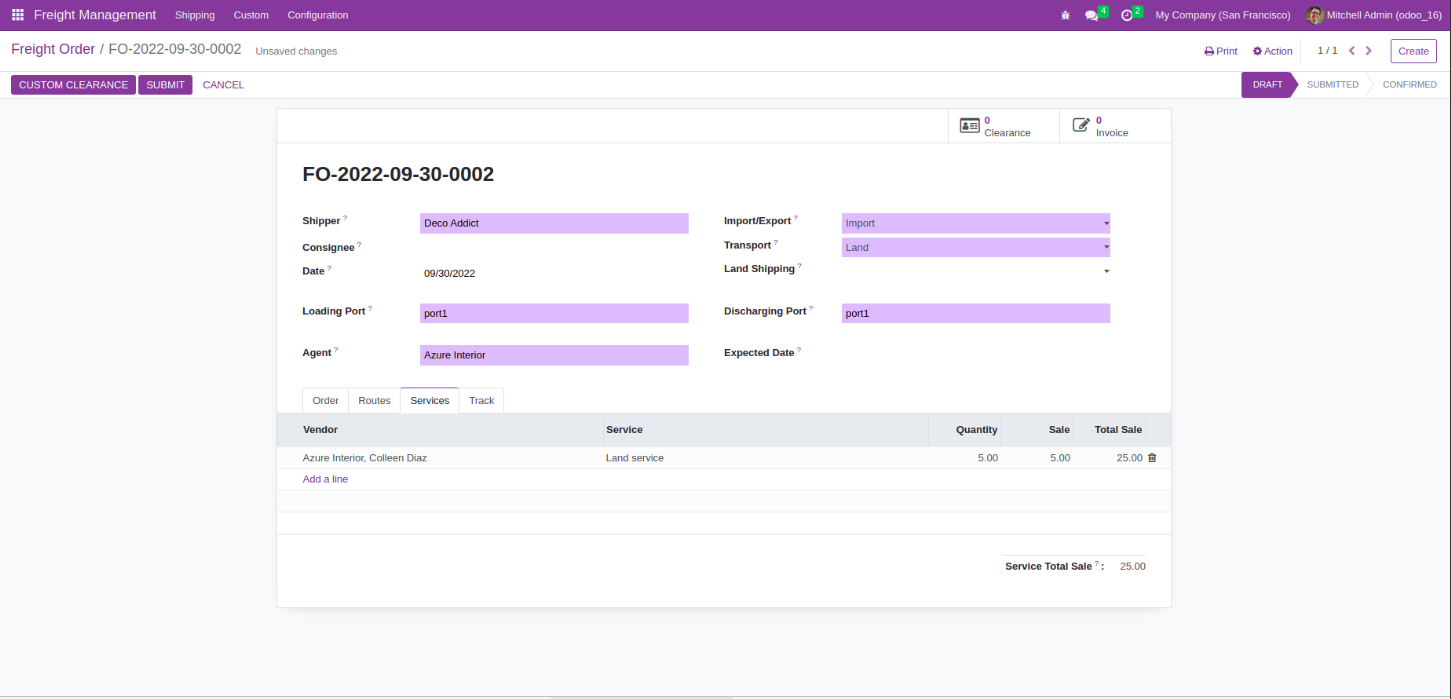 Freight Management Shipping Custom Configuration 4 2 My Company (San Francisco) Mitchell Admin (odoo_16)
Freight Order / FO-2022-09-30-0002 Unsaved changes Print Action 1 / 1 Create
CUSTOM CLEARANCE SUBMIT CANCEL DRAFT SUBMITTED CONFIRMED
0 Clearance 0 Invoice
FO-2022-09-30-0002
Shipper ? Deco Addict Import/Export ? Import
Consignee ? Transport ? Land
Date ? 09/30/2022 Land Shipping ?
Loading Port ? port1 Discharging Port ? port1
Agent ? Azure Interior Expected Date ?
Order Routes Services Track
Vendor Service Quantity Sale Total Sale
Azure Interior, Colleen Diaz Land service 5.00 5.00 25.00
Add a line
Service Total Sale ? : 25.00